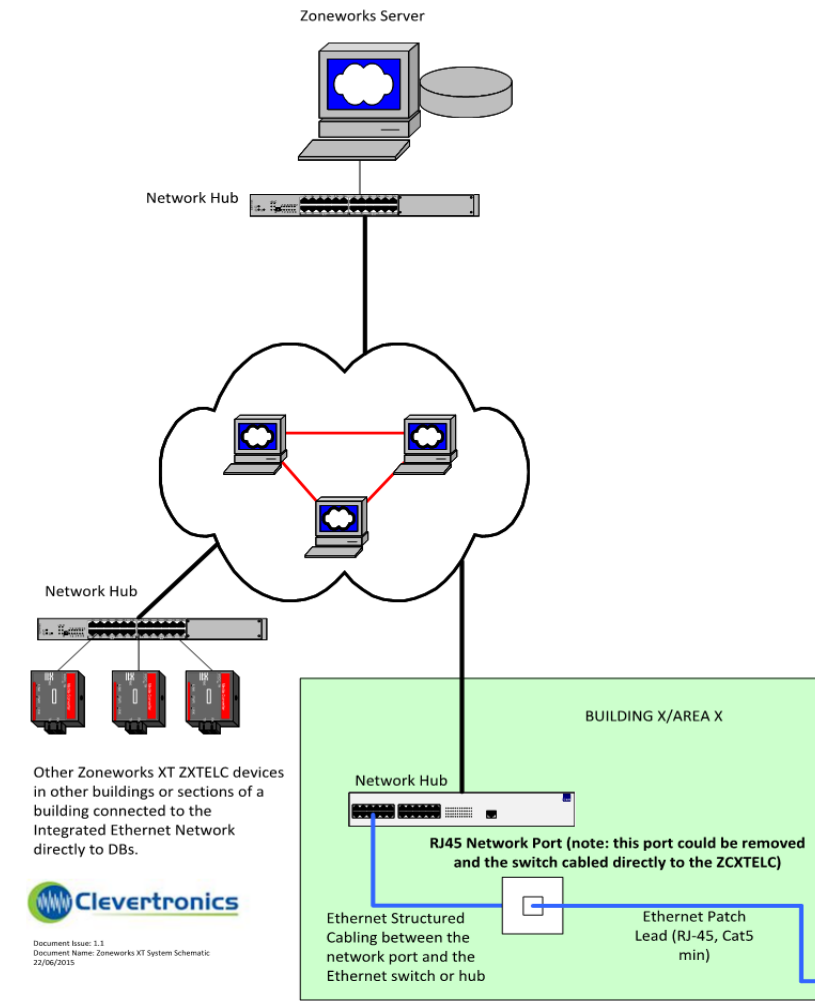 Zoneworks Server
Network Hub
Network Hub
BUILDING X/AREA X
Other Zoneworks XT ZXTELC devices
in other buildings or sections of a
building connected to the
Integrated Ethernet Network
directly to DBs.
Network Hub
RJ45 Network Port (note: this port could be removed
and the switch cabled directly to the ZCXTELC)
Ethernet Structured
Cabling between the
network port and the
Ethernet switch or hub
Ethernet Patch
Lead (RJ-45, Cat5
min)
Clevertronics
Document Issue: 1.1
Document Name: Zoneworks XT System Schematic
22/06/2015